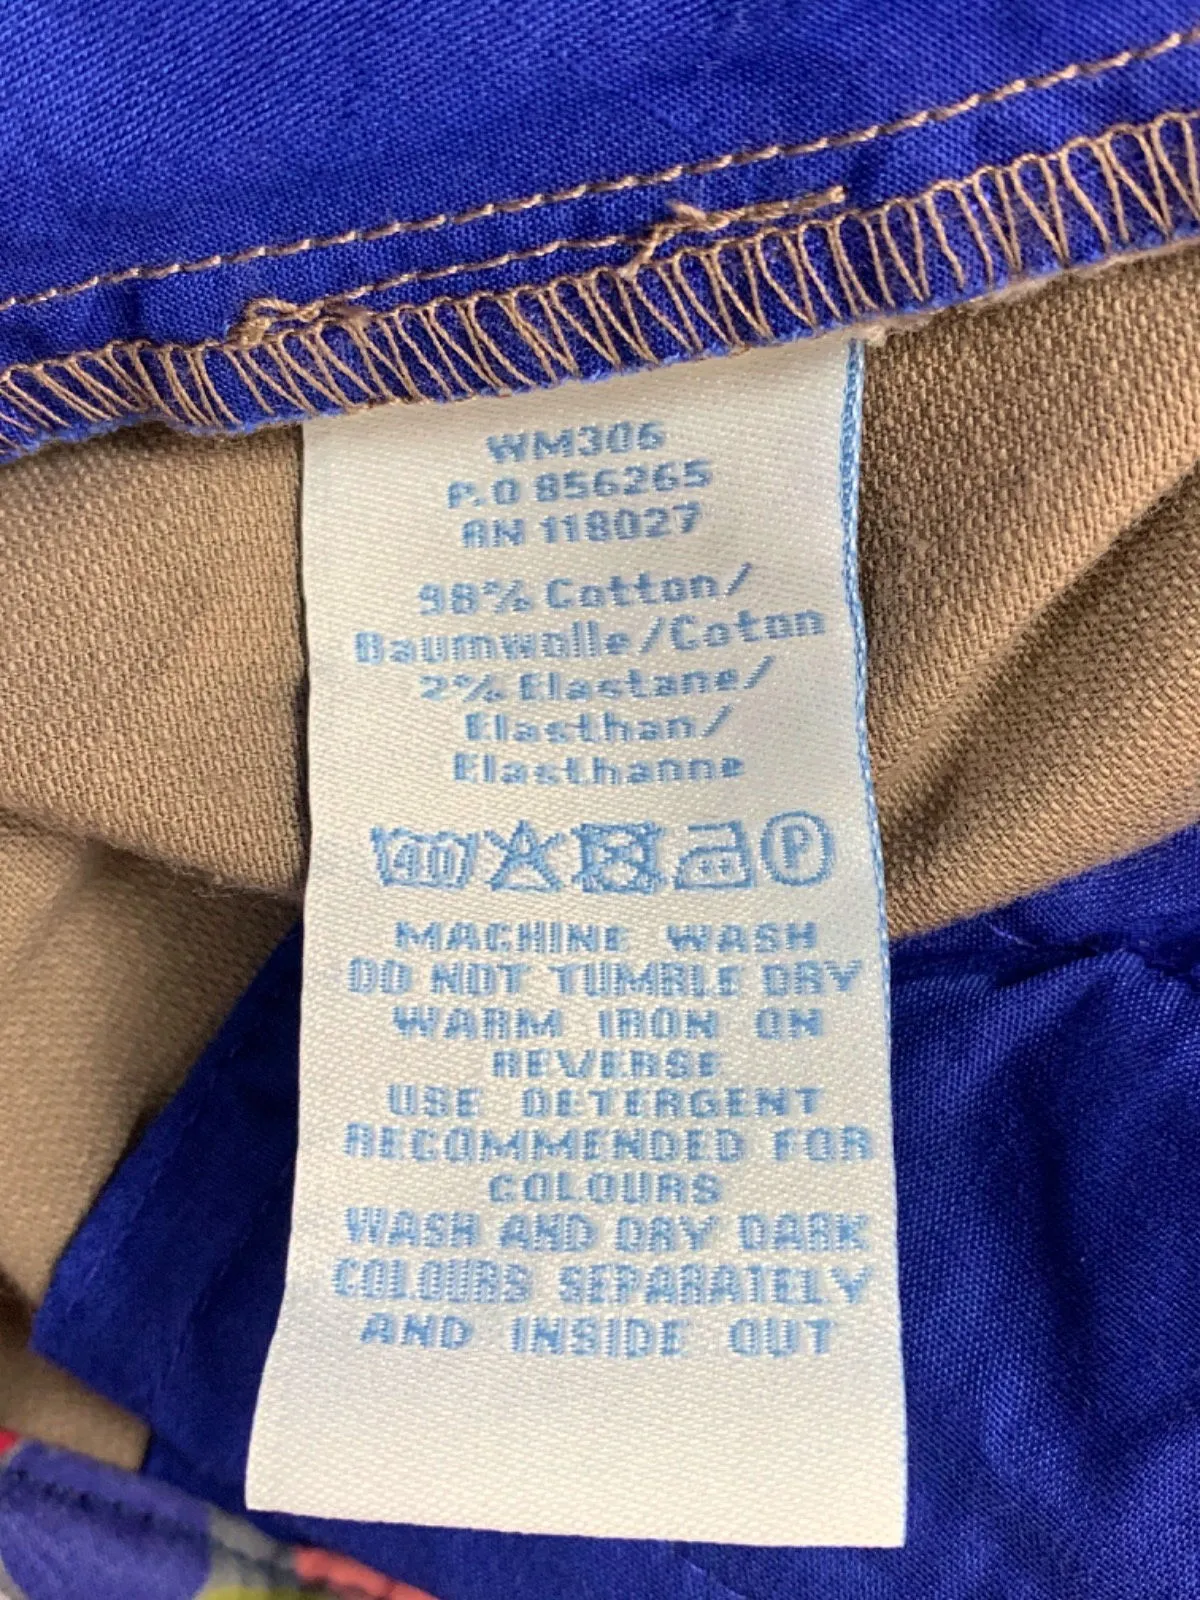 WM306
P.O 856265
AN 118027
98% Cotton/
Baumwolle/Coton
2% Elastane/
Elasthan/
Elasthanne
40 P
MACHINE WASH
DO NOT TUMBLE DRY
WARM IRON ON
REVERSE
USE DETERGENT
RECOMMENDED FOR
COLOURS
WASH AND DRY DARK
COLOURS SEPARATELY
AND INSIDE OUT